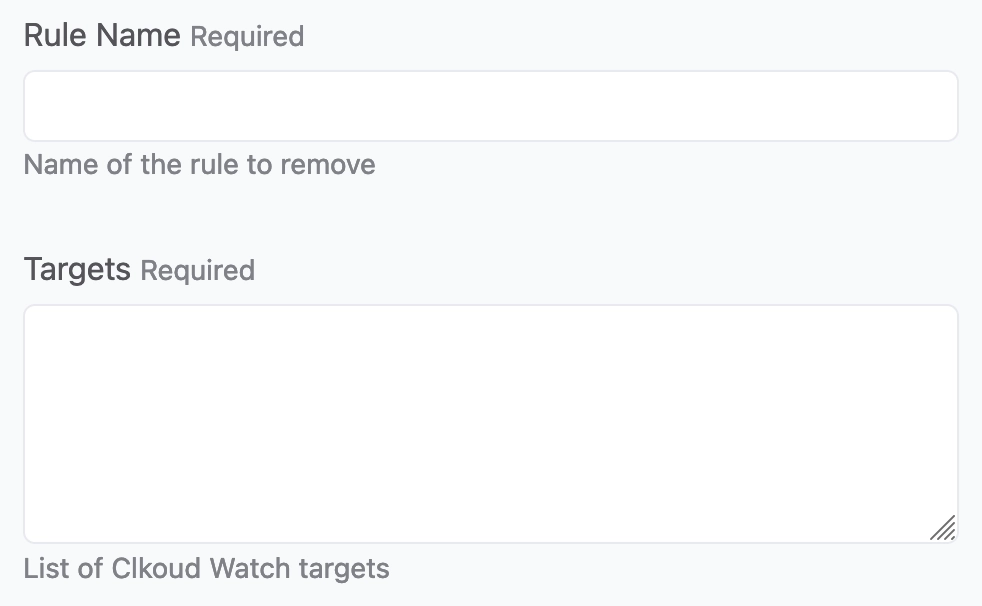 Rule Name Required
Name of the rule to remove
Targets Required
List of Clkoud Watch targets